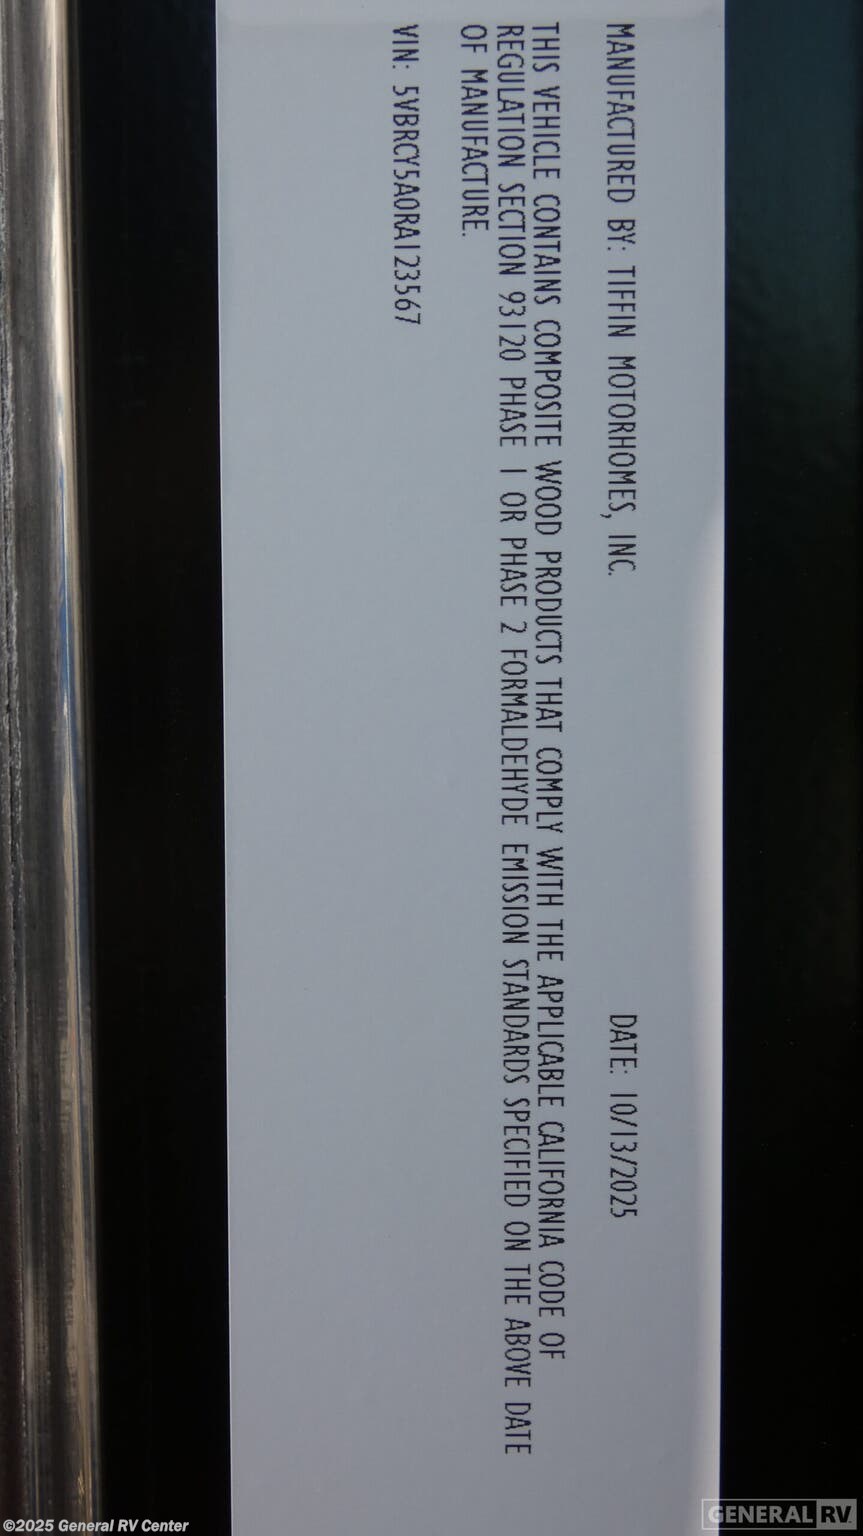 MANUFACTURED BY: TIFFIN MOTORHOMES, INC. DATE: 10/13/2025
THIS VEHICLE CONTAINS COMPOSITE WOOD PRODUCTS THAT COMPLY WITH THE APPLICABLE CALIFORNIA CODE OF
REGULATION SECTION 93120 PHASE 1 OR PHASE 2 FORMALDEHYDE EMISSION STANDARDS SPECIFIED ON THE ABOVE DATE
OF MANUFACTURE.
VIN: 5VBRCY5A0RA123567
©2025 General RV Center
GENERAL RV